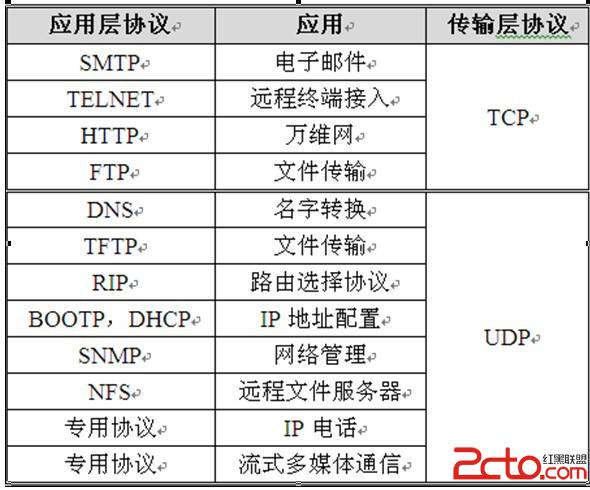 应用层协议 应用 传输层协议
SMTP 电子邮件
TELNET 远程终端接入
HTTP 万维网
FTP 文件传输
TCP
DNS 名字转换
TFTP 文件传输
RIP 路由选择协议
BOOTP，DHCP IP 地址配置
SNMP 网络管理
NFS 远程文件服务器
专用协议 IP 电话
专用协议 流式多媒体通信
UDP
红黑联盟
2cto.com